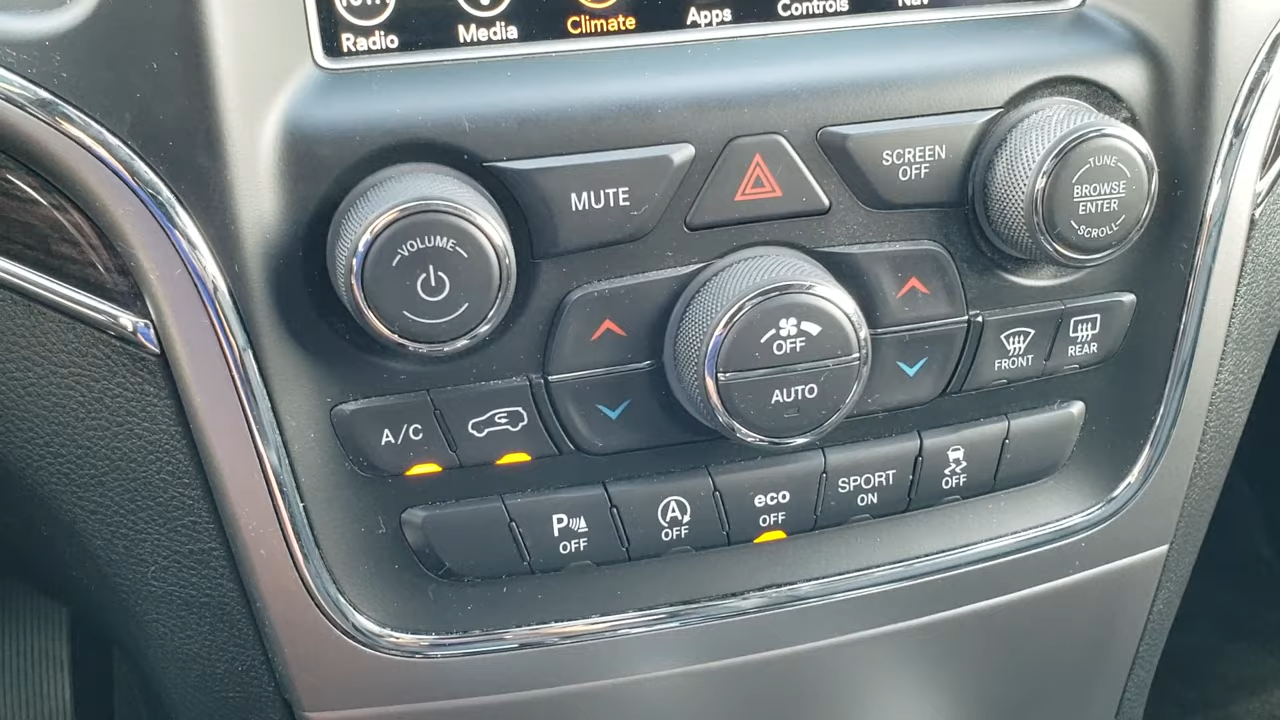 Radio
Media
Climate
Apps
Controls
Nav
VOLUME
MUTE
SCREEN
OFF
TUNE
BROWSE
ENTER
SCROLL
OFF
AUTO
FRONT
REAR
A/C
P
OFF
A
OFF
eco
OFF
SPORT
ON
OFF